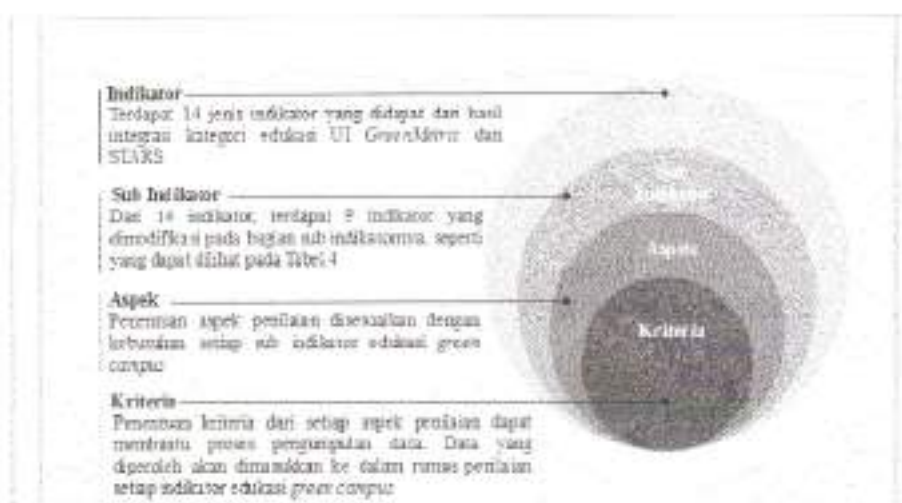 Indikator
Terdapat 14 jenis indikator yang didapat dari hasil
integrasi kategori edukasi UI GreenMetric dan
STARS
Sub Indikator
Dari 14 indikator, terdapat 9 indikator yang
dimodifikasi pada bagian sub indikatornya, seperti
yang dapat dilihat pada Tabel 4
Aspek
Penentuan aspek penilaian disesuaikan dengan
kebutuhan setiap sub indikator edukasi green
campus
Kriteria
Penentuan kriteria dari setiap aspek penilaian dapat
membantu proses pengumpulan data. Data yang
diperoleh akan dimasukkan ke dalam rumus penilaian
setiap indikator edukasi green campus
Sub
Indikator
Aspek
Kriteria